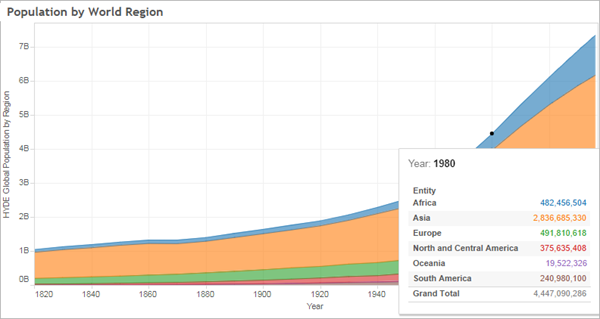 Population by World Region
HYDE Global Population by Region
7B
6B
5B
4B
3B
2B
1B
0B
1820 1840 1860 1880 1900 1920 1940
Year
Year: 1980
Entity
Africa 482,456,504
Asia 2,836,685,330
Europe 491,810,618
North and Central America 375,635,408
Oceania 19,522,326
South America 240,980,100
Grand Total 4,447,090,286